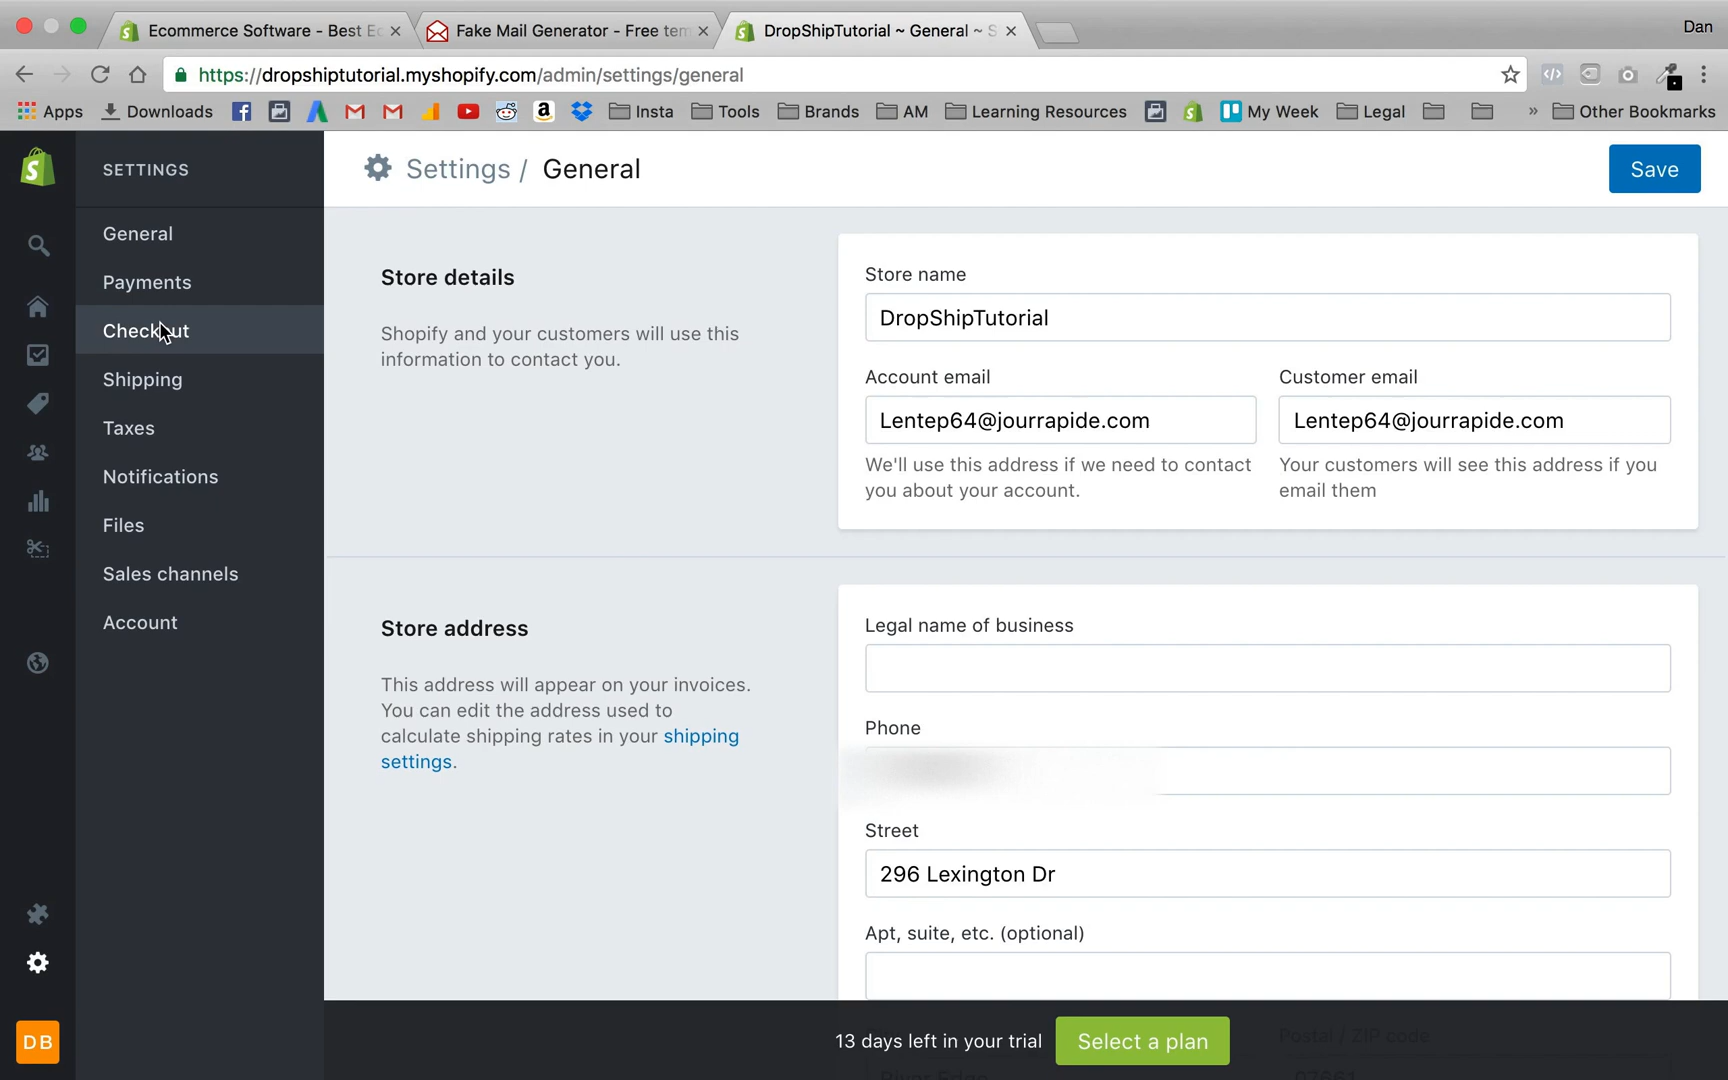 Ecommerce Software - Best Ec
Fake Mail Generator - Free tem
DropShipTutorial ~ General ~ S
Dan
https://dropshiptutorial.myshopify.com/admin/settings/general
Apps
Downloads
Insta
Tools
Brands
AM
Learning Resources
My Week
Legal
»
Other Bookmarks
SETTINGS
General
Payments
Checkout
Shipping
Taxes
Notifications
Files
Sales channels
Account
DB
Settings / General
Save
Store details
Shopify and your customers will use this
information to contact you.
Store name
DropShipTutorial
Account email
Customer email
Lentep64@jourrapide.com
Lentep64@jourrapide.com
We'll use this address if we need to contact
you about your account.
Your customers will see this address if you
email them
Store address
This address will appear on your invoices.
You can edit the address used to
calculate shipping rates in your shipping
settings.
Legal name of business
Phone
Street
296 Lexington Dr
Apt, suite, etc. (optional)
Postal / ZIP code
13 days left in your trial
Select a plan
River Edge
07661